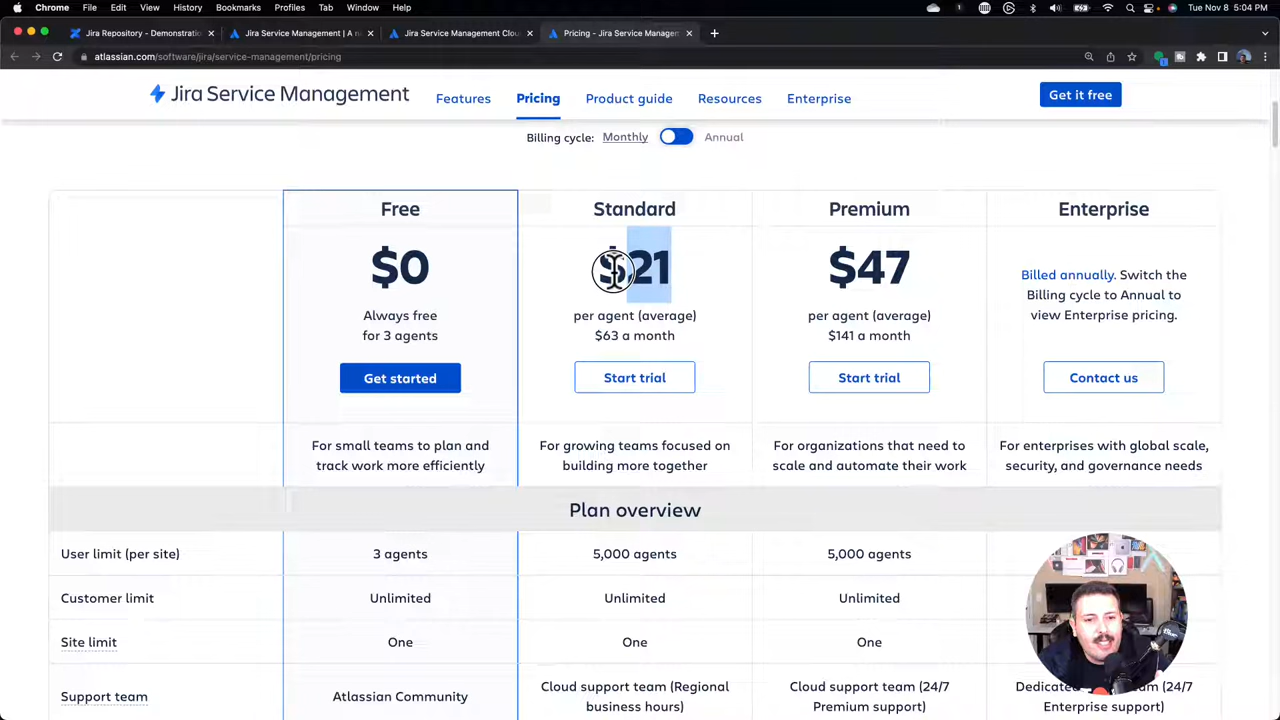 Chrome File Edit View History Bookmarks Profiles Tab Window Help Tue Nov 8 5:04 PM
Jira Repository - Demonstratio Jira Service Management | A n Jira Service Management Clou Pricing - Jira Service Managemen
atlassian.com/software/jira/service-management/pricing
Jira Service Management Features Pricing Product guide Resources Enterprise Get it free
Billing cycle: Monthly Annual
Free Standard Premium Enterprise
$0 $21 $47
Billed annually. Switch the
Billing cycle to Annual to
view Enterprise pricing.
Always free per agent (average) per agent (average)
for 3 agents $63 a month $141 a month
Get started Start trial Start trial Contact us
For small teams to plan and For growing teams focused on For organizations that need to For enterprises with global scale,
track work more efficiently building more together scale and automate their work security, and governance needs
Plan overview
User limit (per site) 3 agents 5,000 agents 5,000 agents
Customer limit Unlimited Unlimited Unlimited
Site limit One One One
Support team Atlassian Community Cloud support team (Regional Cloud support team (24/7 (24/7
business hours) Premium support) Enterprise support)